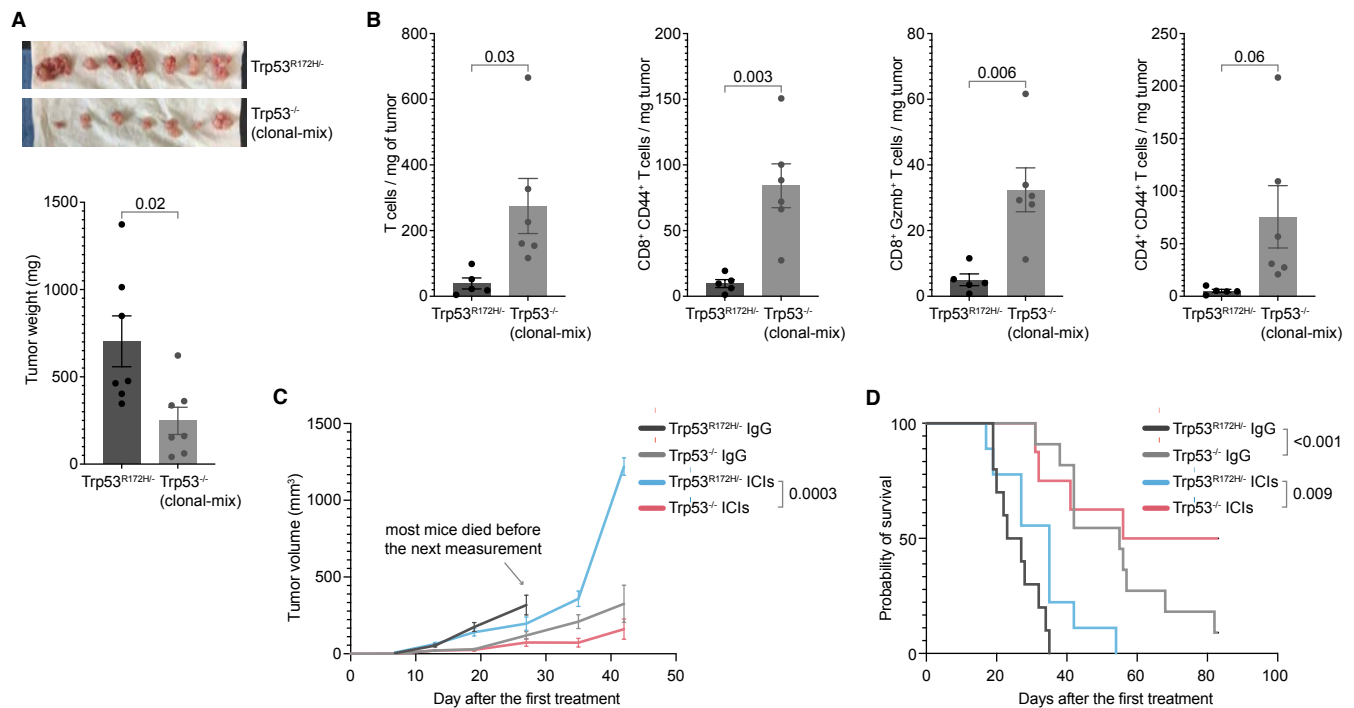 A
Trp53R172H/-
Trp53-/-
(clonal-mix)
1500
1000
500
0
Tumor weight (mg)
0.02
Trp53R172H/-
Trp53-/-
(clonal-mix)
B
800
600
400
200
0
T cells / mg of tumor
0.03
Trp53R172H/-
Trp53-/-
(clonal-mix)
200
150
100
50
0
CD8+ CD44+ T cells / mg tumor
0.003
Trp53R172H/-
Trp53-/-
(clonal-mix)
80
60
40
20
0
CD8+ Gzmb+ T cells / mg tumor
0.006
Trp53R172H/-
Trp53-/-
(clonal-mix)
250
200
150
100
50
0
CD4+ CD44+ T cells / mg tumor
0.06
Trp53R172H/-
Trp53-/-
(clonal-mix)
C
1500
1000
500
0
Tumor volume (mm3)
most mice died before
the next measurement
Trp53R172H/- IgG
Trp53-/- IgG
Trp53R172H/- ICIs
Trp53-/- ICIs
0.0003
0 10 20 30 40 50
Day after the first treatment
D
100
50
0
Probability of survival
Trp53R172H/- IgG
Trp53-/- IgG
Trp53R172H/- ICIs
Trp53-/- ICIs
<0.001
0.009
0 20 40 60 80 100
Days after the first treatment